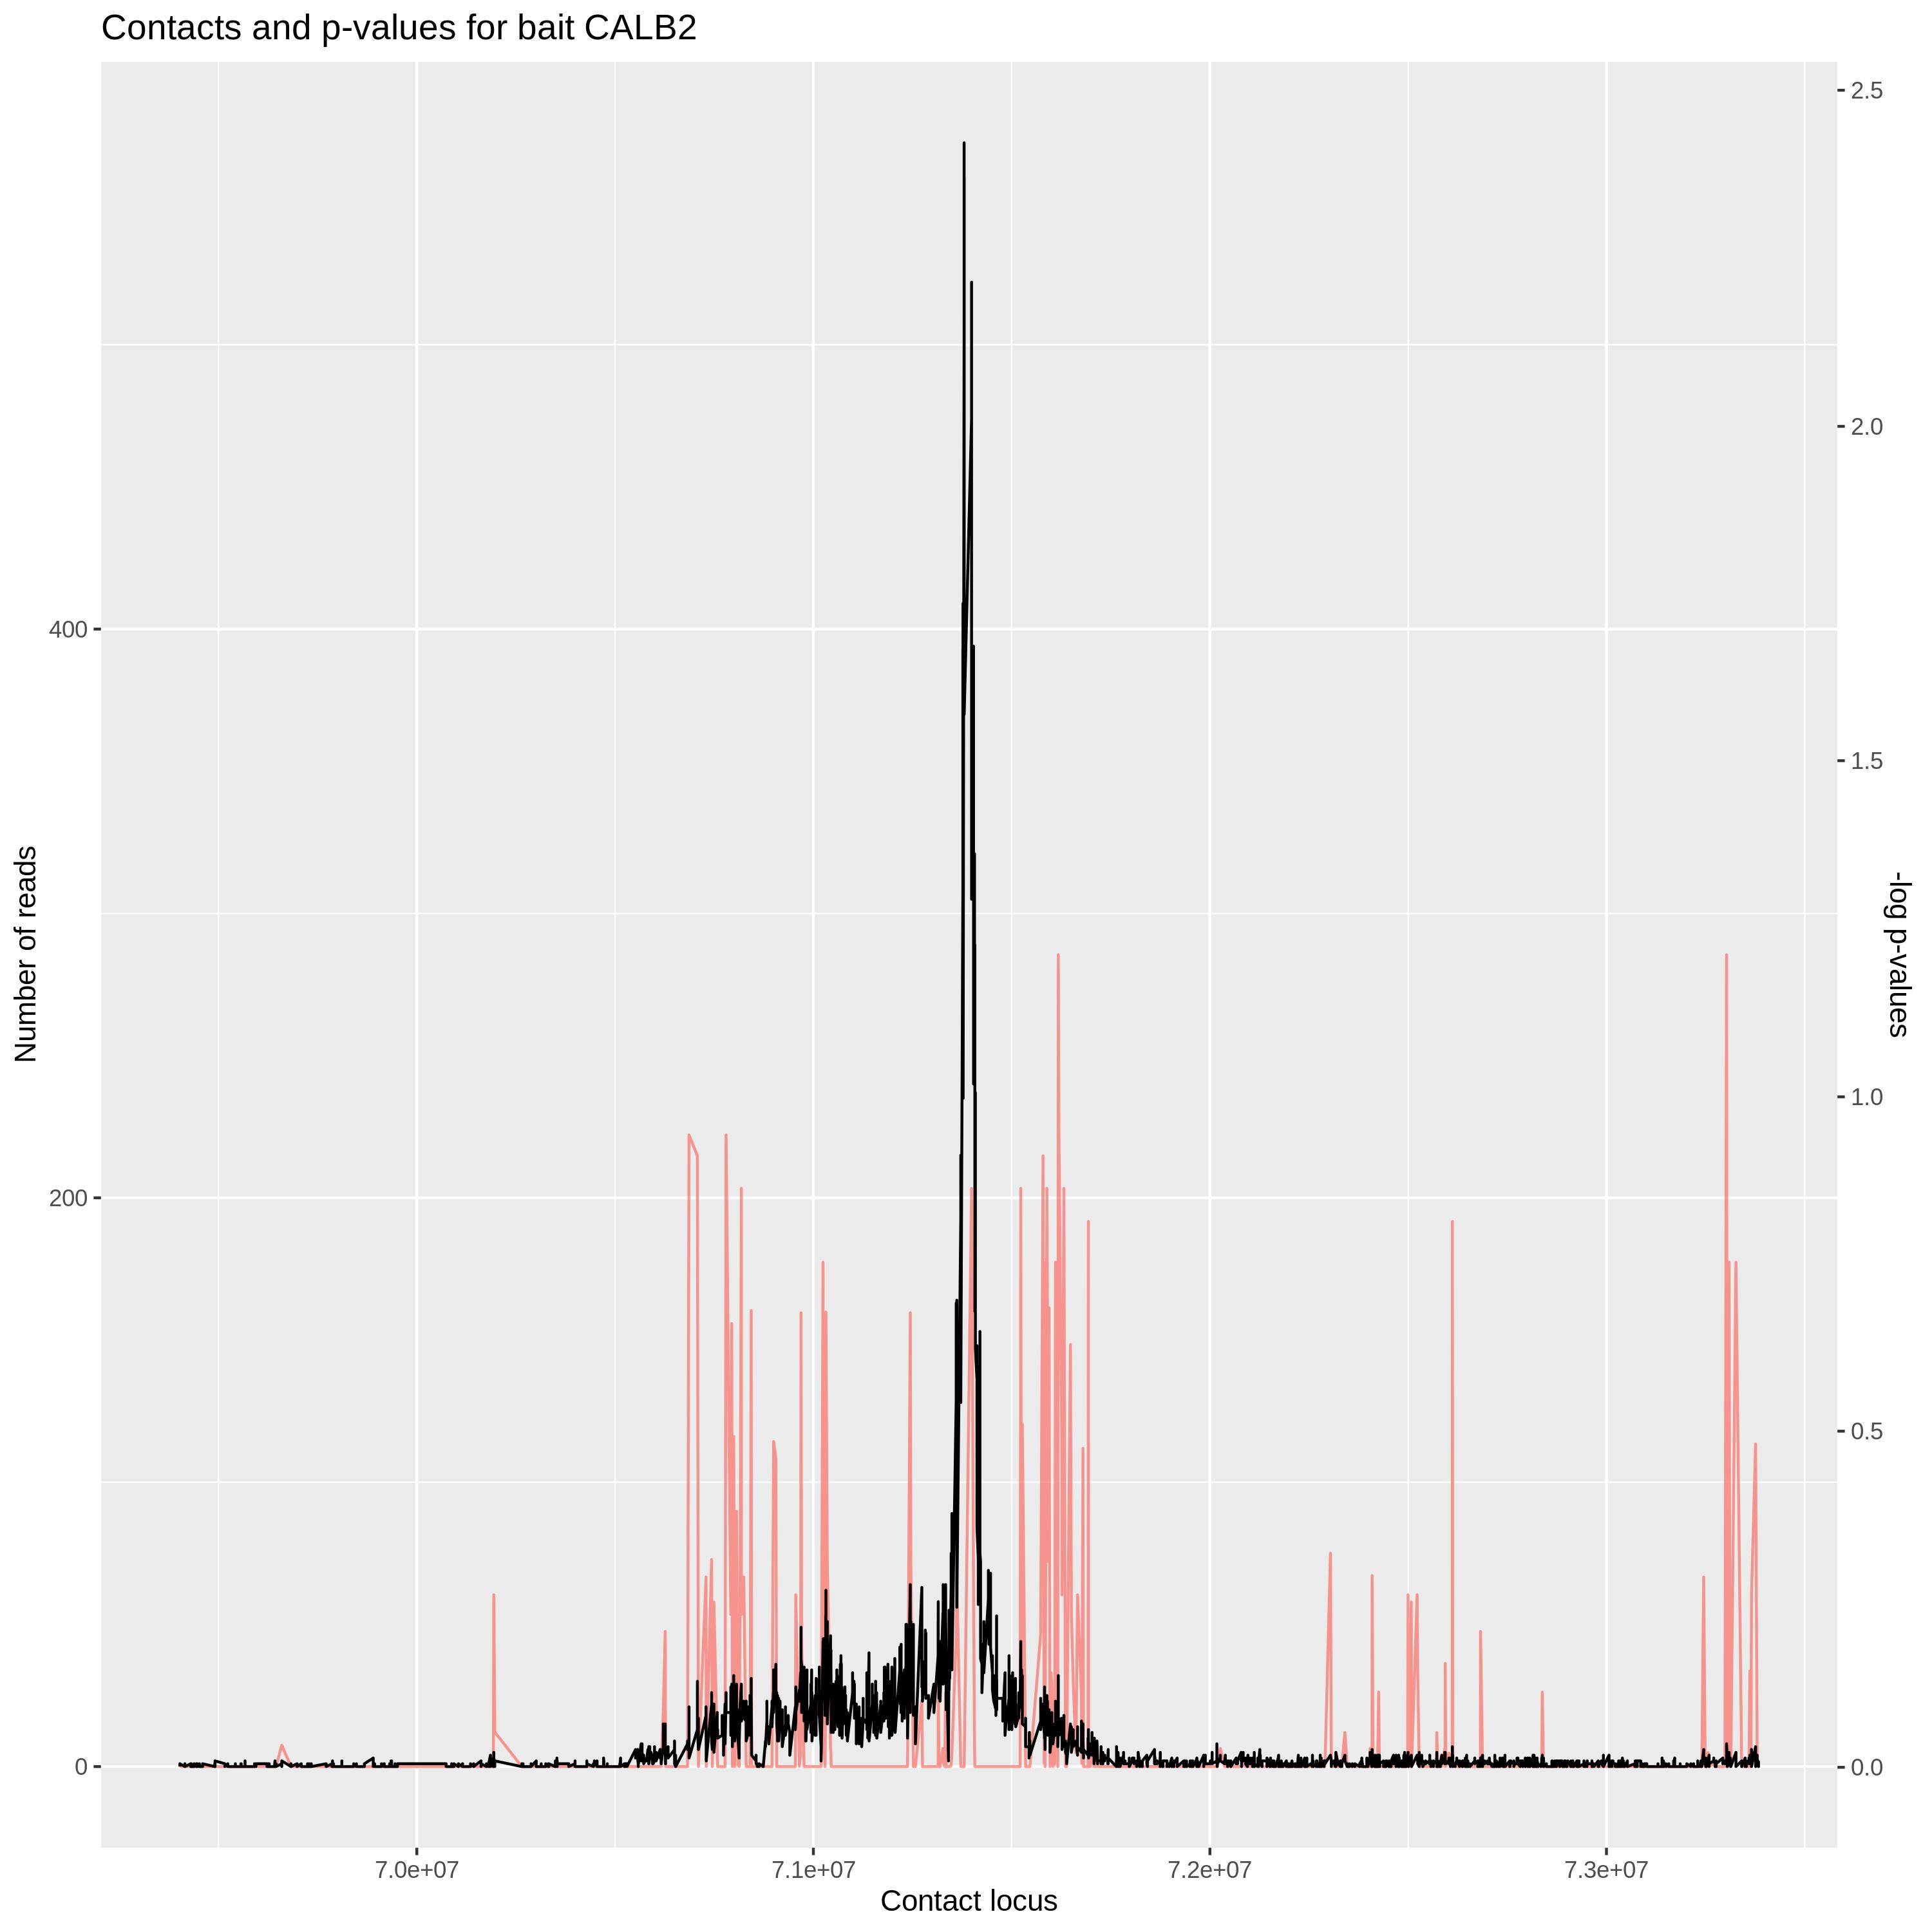 Contacts and p-values for bait CALB2
2.5
2.0
400
1.5
Number of reads
-log p-values
1.0
200
0.5
0
0.0
7.0e+07
7.1e+07
7.2e+07
7.3e+07
Contact locus